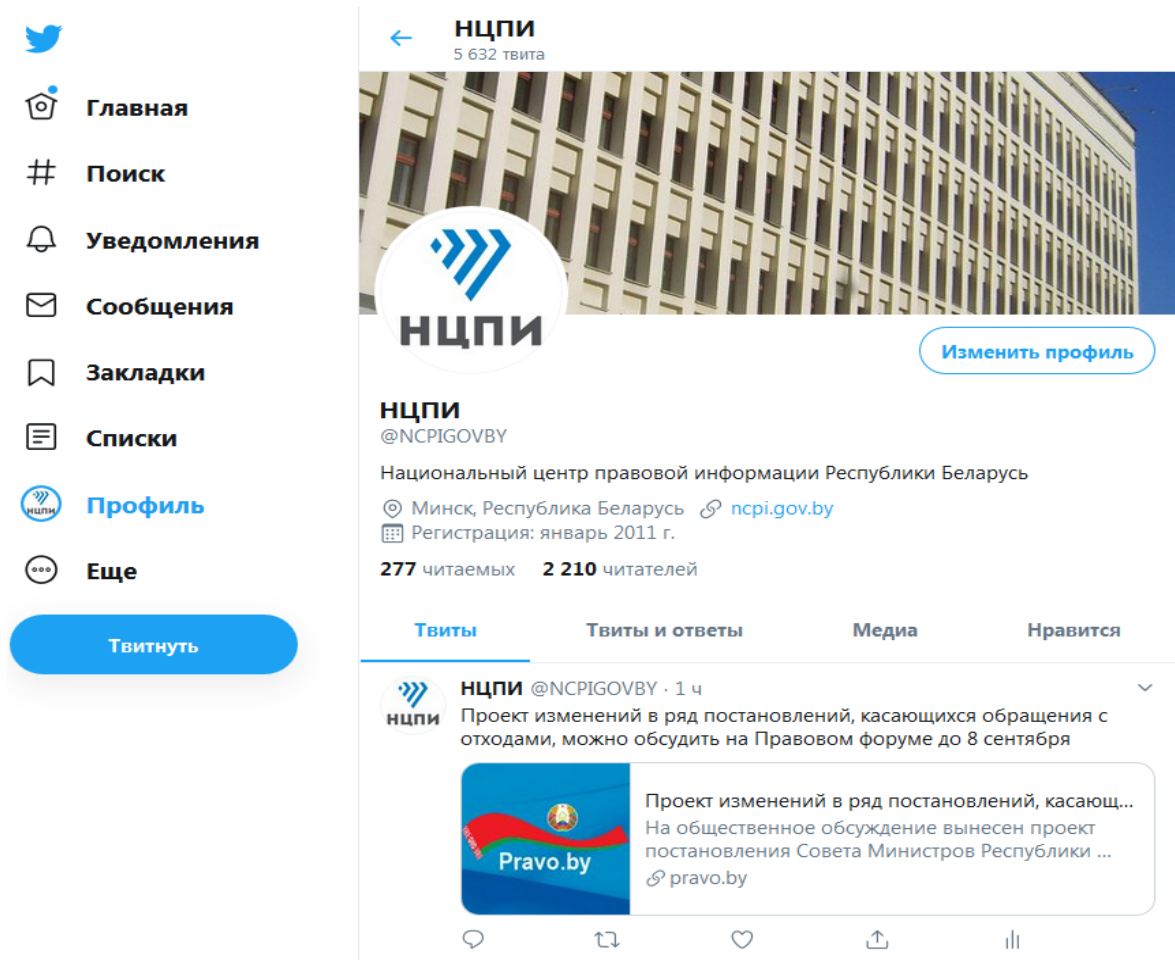 Главная
Поиск
Уведомления
Сообщения
Закладки
Списки
нцпи
Профиль
Еще
Твитнуть
НЦПИ
5 632 твита
НЦПИ
Изменить профиль
НЦПИ
@NCPIGOVBY
Национальный центр правовой информации Республики Беларусь
Минск, Республика Беларусь ncpi.gov.by
Регистрация: январь 2011 г.
277 читаемых 2 210 читателей
Твиты Твиты и ответы Медиа Нравится
нцпи
НЦПИ @NCPIGOVBY · 1 ч
Проект изменений в ряд постановлений, касающихся обращения с
отходами, можно обсудить на Правовом форуме до 8 сентября
Pravo.by
Проект изменений в ряд постановлений, касающ...
На общественное обсуждение вынесен проект
постановления Совета Министров Республики ...
pravo.by